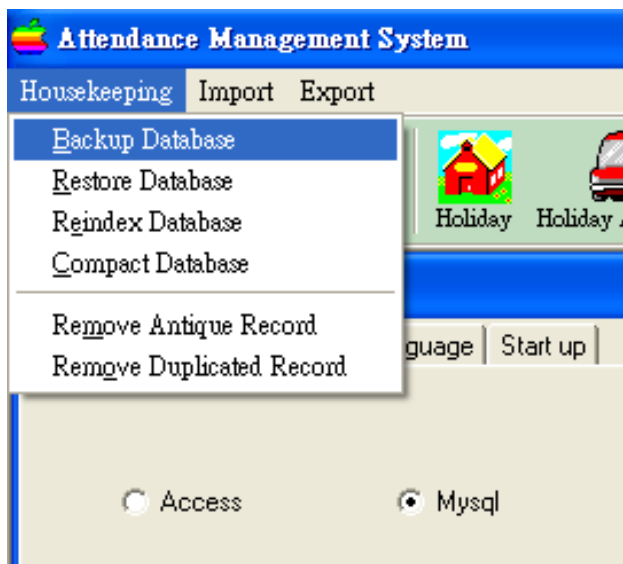 Attendance Management System
Housekeeping Import Export
Backup Database
Restore Database
Reindex Database
Compact Database
Remove Antique Record
Remove Duplicated Record
Holiday Holiday
guage Start up
Access Mysql